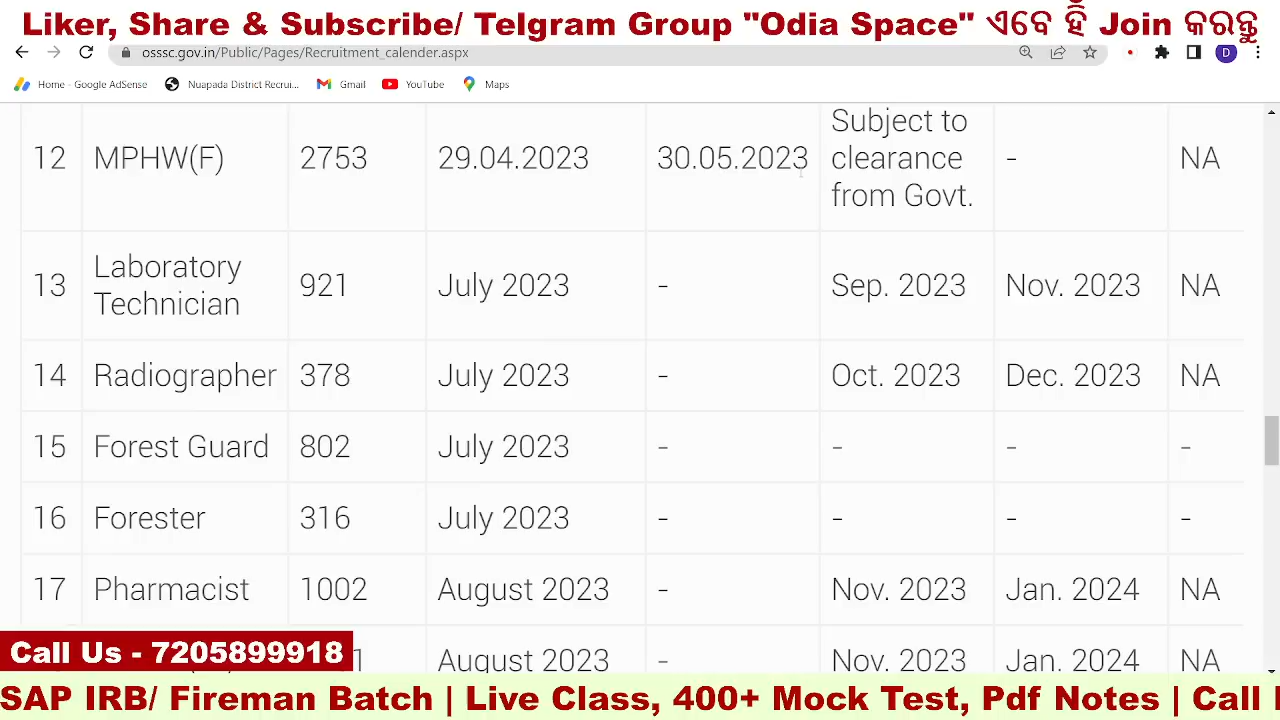 Liker, Share & Subscribe/ Telgram Group "Odia Space" ଏବେ ହିଁ Join କରନ୍ତୁ
osssc.gov.in/Public/Pages/Recruitment_calender.aspx
D
Home - Google AdSense Nuapada District Recrui... Gmail YouTube Maps
12 MPHW(F) 2753 29.04.2023 30.05.2023 Subject to clearance from Govt. - NA
13 Laboratory Technician 921 July 2023 - Sep. 2023 Nov. 2023 NA
14 Radiographer 378 July 2023 - Oct. 2023 Dec. 2023 NA
15 Forest Guard 802 July 2023 - - - -
16 Forester 316 July 2023 - - - -
17 Pharmacist 1002 August 2023 - Nov. 2023 Jan. 2024 NA
August 2023 - Nov. 2023 Jan. 2024 NA
Call Us - 7205899918
SAP IRB/ Fireman Batch | Live Class, 400+ Mock Test, Pdf Notes | Call